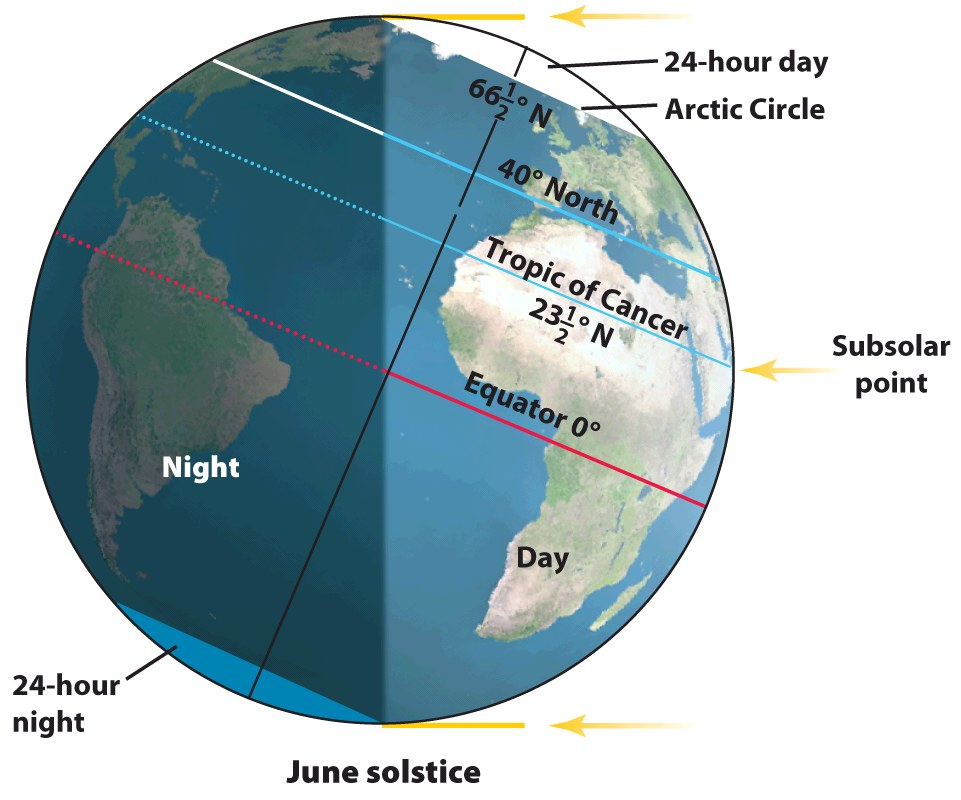 24-hour day
66½° N
Arctic Circle
40° North
Tropic of Cancer
23½° N
Subsolar
point
Equator 0°
Night
Day
24-hour
night
June solstice